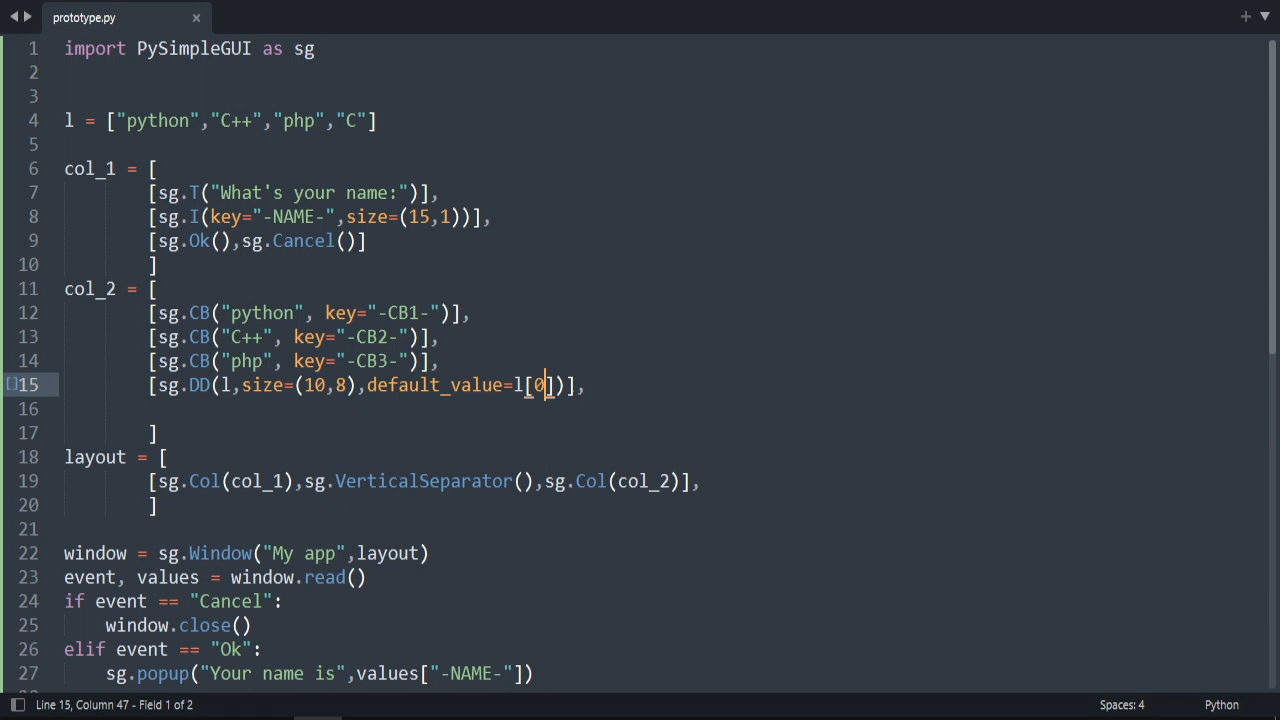 prototype.py
1 import PySimpleGUI as sg
2
3
4 l = ["python","C++","php","C"]
5
6 col_1 = [
7 [sg.T("What's your name:")],
8 [sg.I(key="-NAME-",size=(15,1))],
9 [sg.Ok(),sg.Cancel()]
10 ]
11 col_2 = [
12 [sg.CB("python", key="-CB1-")],
13 [sg.CB("C++", key="-CB2-")],
14 [sg.CB("php", key="-CB3-")],
15 [sg.DD(l,size=(10,8),default_value=l[0])],
16
17 ]
18 layout = [
19 [sg.Col(col_1),sg.VerticalSeparator(),sg.Col(col_2)],
20 ]
21
22 window = sg.Window("My app",layout)
23 event, values = window.read()
24 if event == "Cancel":
25 window.close()
26 elif event == "Ok":
27 sg.popup("Your name is",values["-NAME-"])
Line 15, Column 47 - Field 1 of 2 Spaces: 4 Python